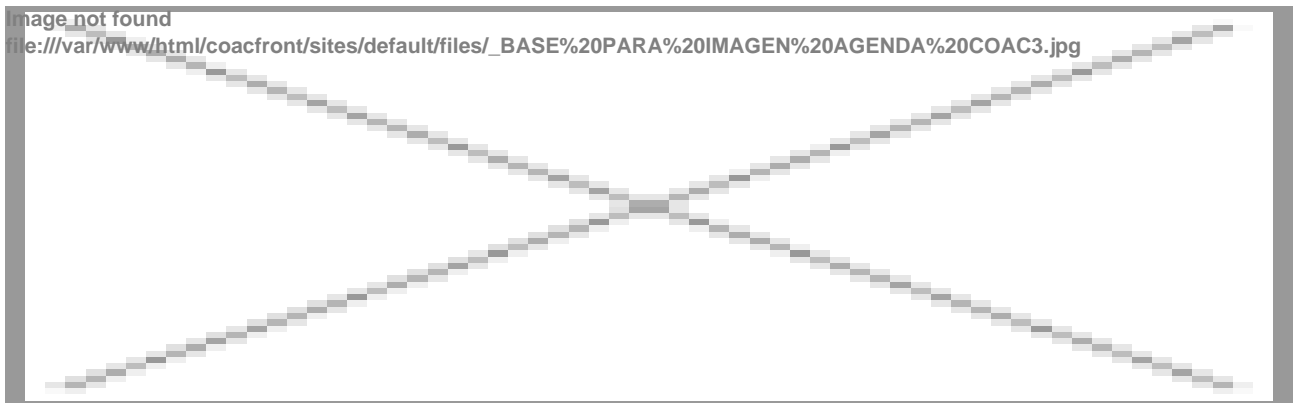 Image not found
file:///var/www/html/coacfront/sites/default/files/_BASE%20PARA%20IMAGEN%20AGENDA%20COAC3.jpg